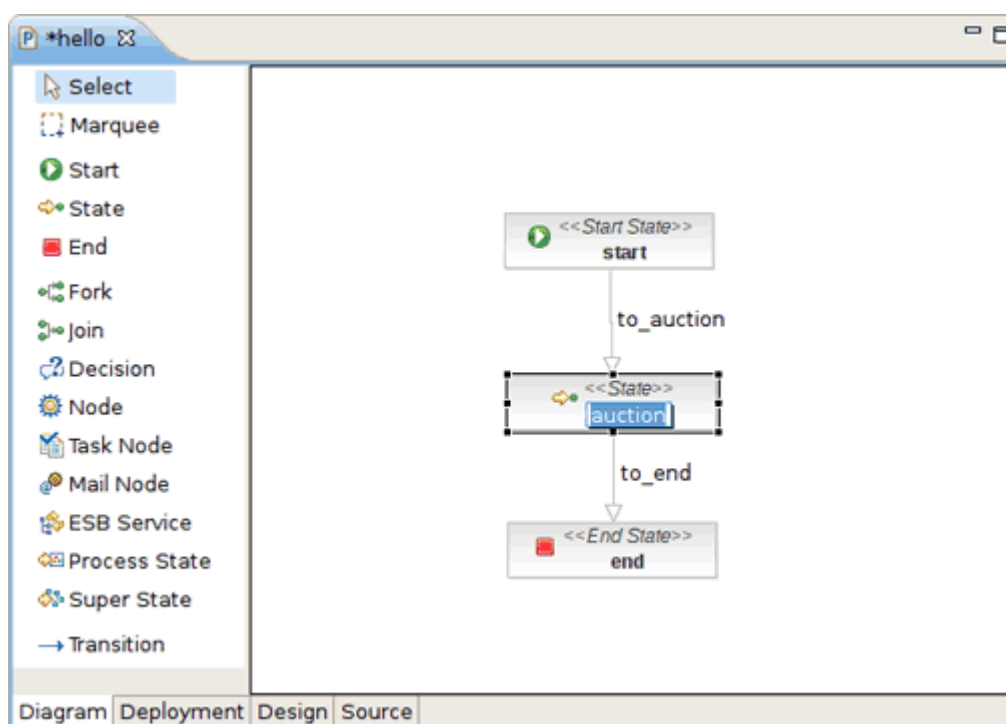 *hello
Select
Marquee
Start
State
End
Fork
Join
Decision
Node
Task Node
Mail Node
ESB Service
Process State
Super State
Transition
<<Start State>>
start
to_auction
<<State>>
auction
to_end
<<End State>>
end
Diagram Deployment Design Source